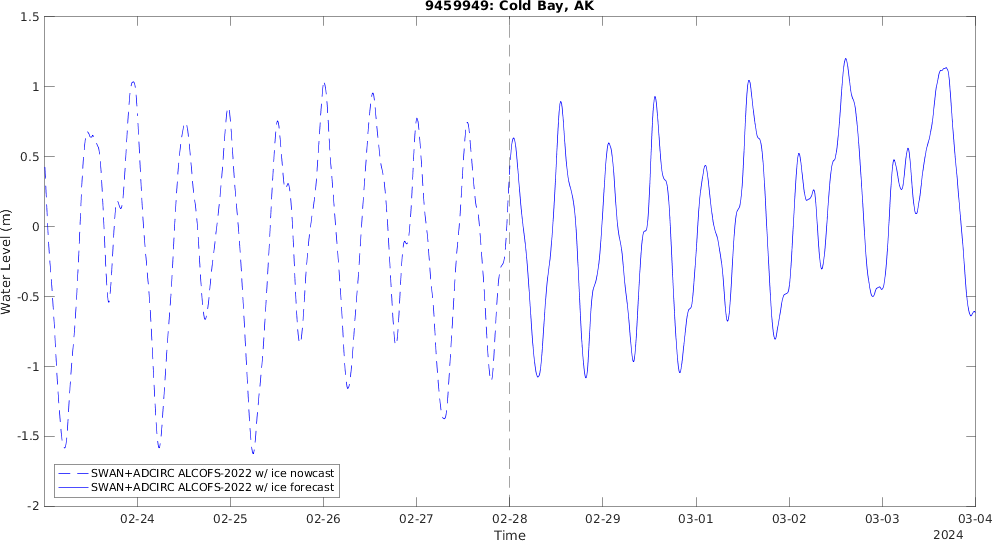 9459949: Cold Bay, AK
1.5
1
0.5
0
-0.5
-1
-1.5
-2
Water Level (m)
SWAN+ADCIRC ALCOFS-2022 w/ ice nowcast
SWAN+ADCIRC ALCOFS-2022 w/ ice forecast
02-24 02-25 02-26 02-27 02-28 02-29 03-01 03-02 03-03 03-04
Time
2024